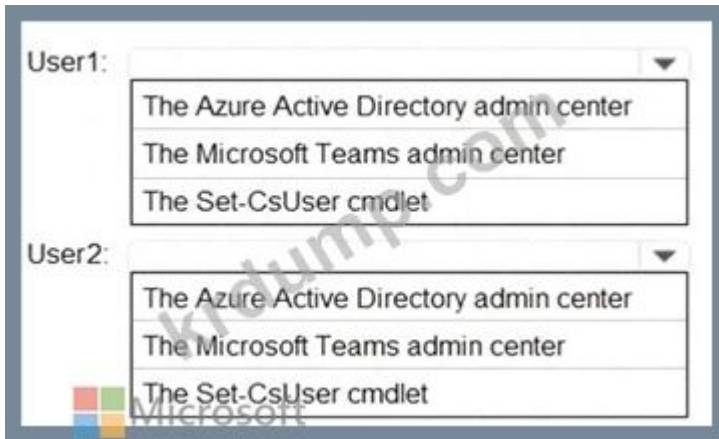 User1:
The Azure Active Directory admin center
The Microsoft Teams admin center
The Set-CsUser cmdlet
User2:
The Azure Active Directory admin center
The Microsoft Teams admin center
The Set-CsUser cmdlet
krdump.com
Microsoft